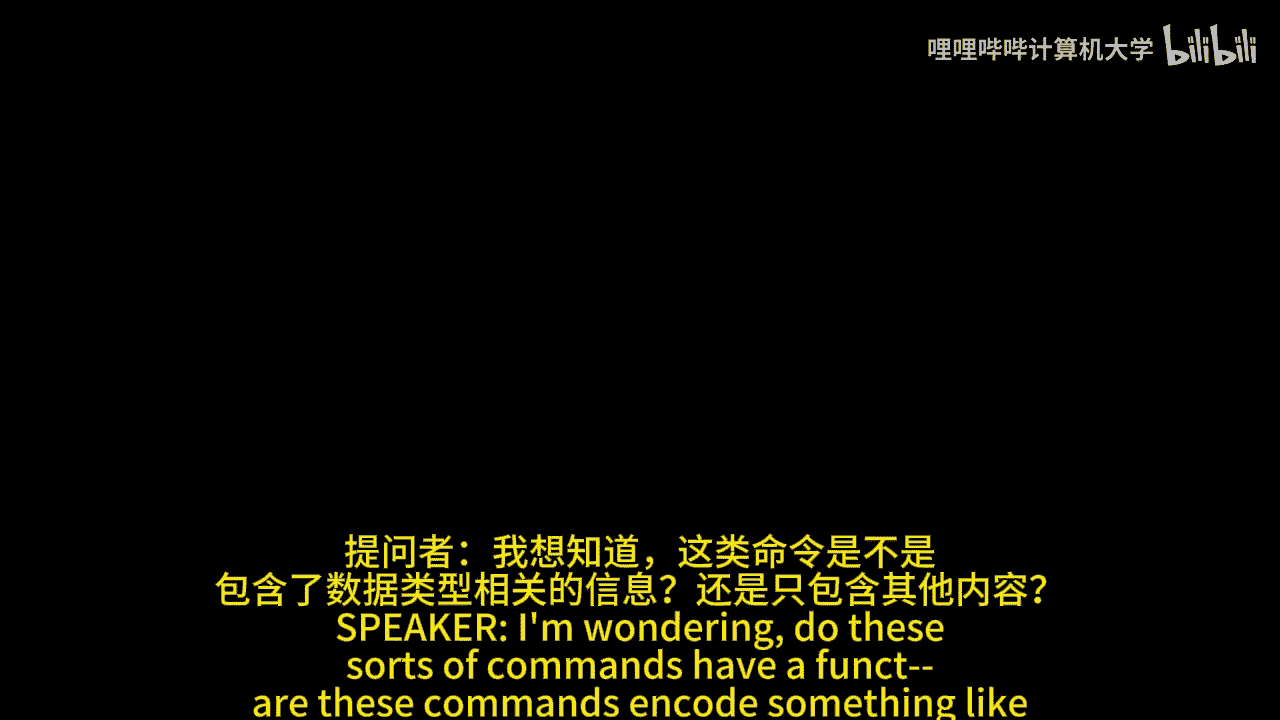 哩哩哔哔计算机大学 bilibili
提问者：我想知道，这类命令是不是
包含了数据类型相关的信息？还是只包含其他内容？
SPEAKER: I'm wondering, do these
sorts of commands have a funct--
are these commands encode something like